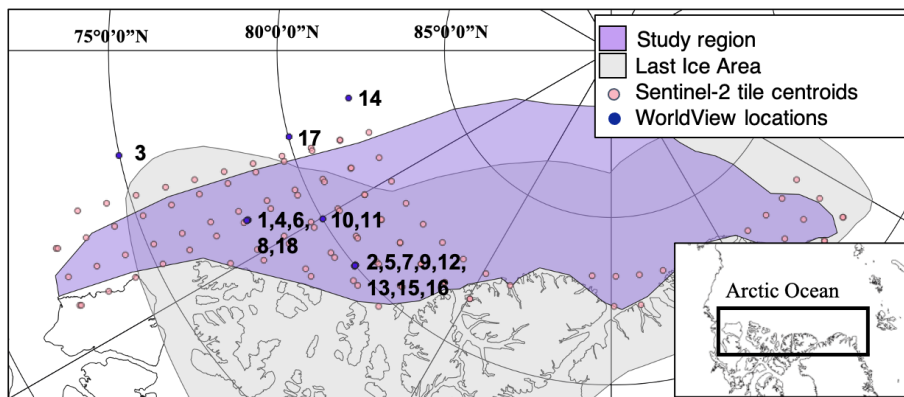 75°0'0"N 80°0'0"N 85°0'0"N
Study region
Last Ice Area
Sentinel-2 tile centroids
WorldView locations
14
17
3
1,4,6,
8,18
10,11
2,5,7,9,12,
13,15,16
Arctic Ocean